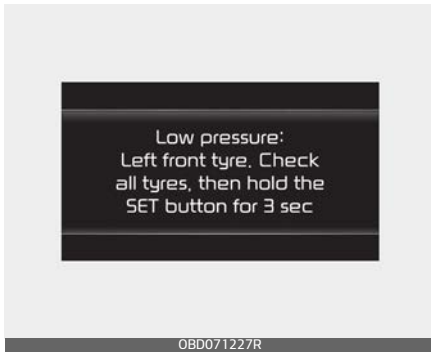 Low pressure:
Left front tyre. Check
all tyres, then hold the
SET button for 3 sec
OBD071227R